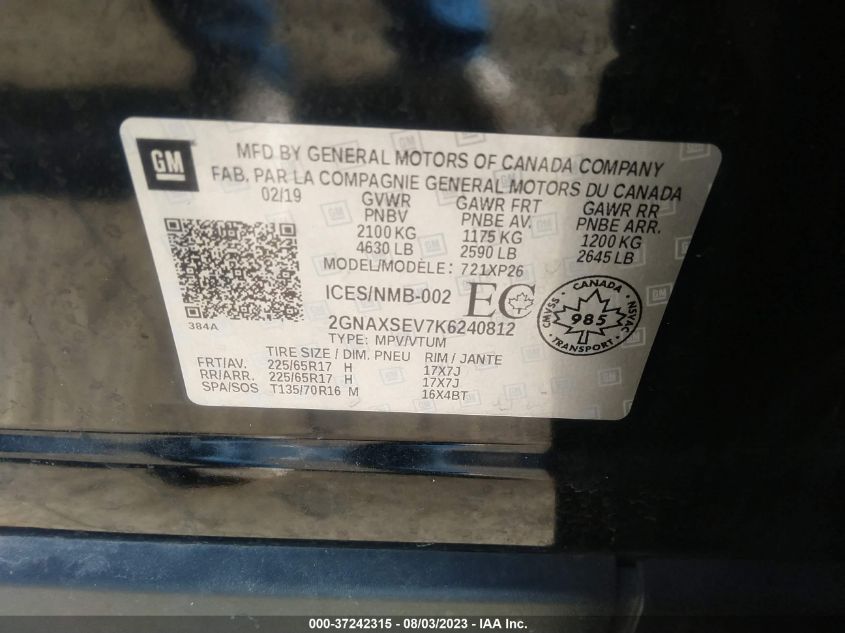 GM
MFD BY GENERAL MOTORS OF CANADA COMPANY
FAB. PAR LA COMPAGNIE GENERAL MOTORS DU CANADA
02/19 GVWR GAWR FRT GAWR RR
PNBV PNBE AV. PNBE ARR.
2100 KG 1175 KG 1200 KG
4630 LB 2590 LB 2645 LB
MODEL/MODÈLE: 721XP26
ICES/NMB-002 EC
CANADA
CMVSS 985 NSVAC
TRANSPORT
384A 2GNAXSEV7K6240812
TYPE: MPV/VTUM
TIRE SIZE / DIM. PNEU RIM / JANTE
FRT/AV. 225/65R17 H 17X7J
RR/ARR. 225/65R17 H 17X7J
SPA/SOS T135/70R16 M 16X4BT
000-37242315 - 08/03/2023 - IAA Inc.